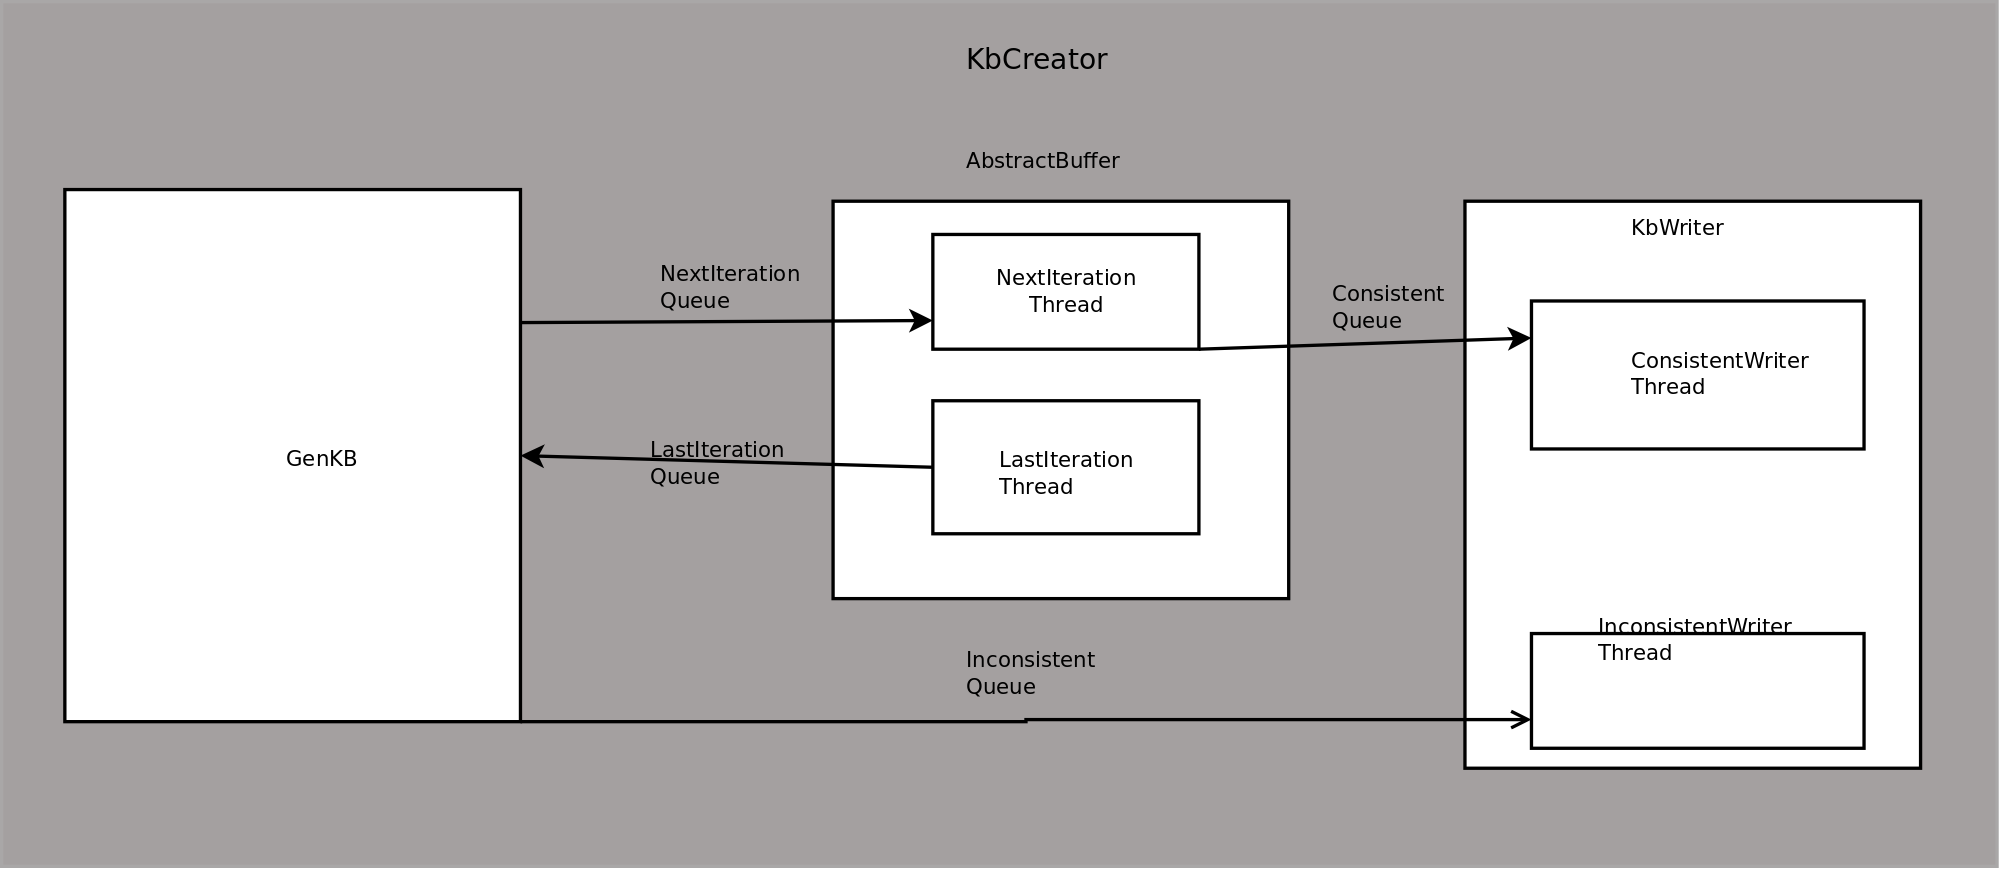 KbCreator
AbstractBuffer
KbWriter
NextIteration
Queue
NextIteration
Thread
Consistent
Queue
ConsistentWriter
Thread
GenKB
LastIteration
Queue
LastIteration
Thread
InconsistentWriter
Thread
Inconsistent
Queue